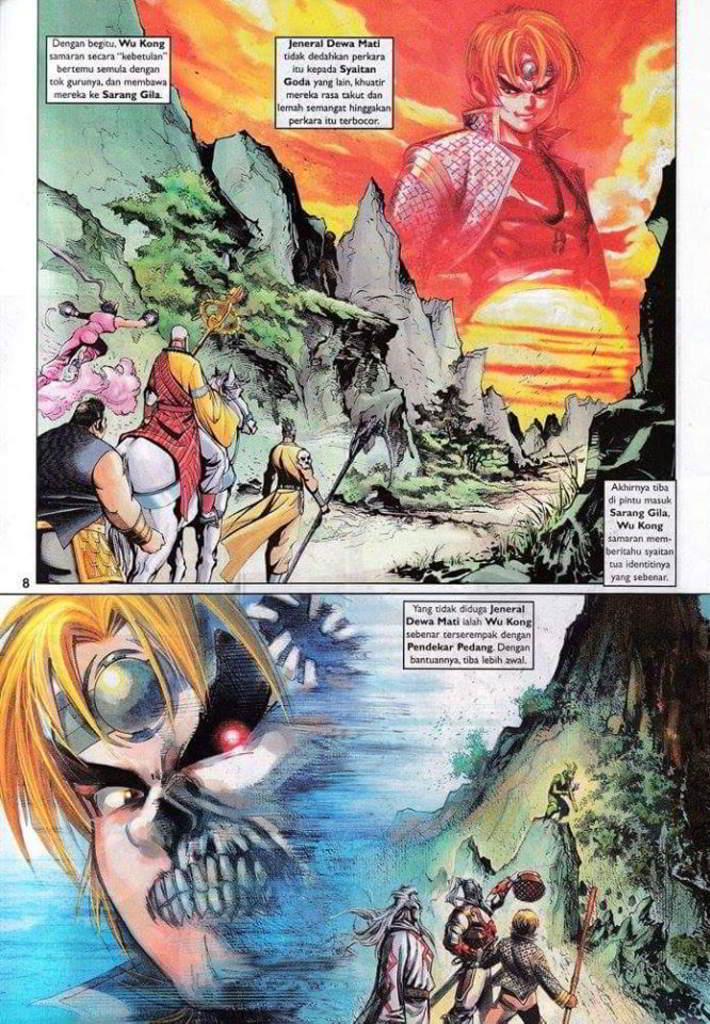 Dengan begitu, Wu Kong
samaran secara "kebetulan"
bertemu semula dengan
tok gurunya, dan membawa
mereka ke Sarang Gila.
Jeneral Dewa Mati
tidak dedahkan perkara
itu kepada Syaitan
Goda yang lain, khuatir
mereka rasa takut dan
lemah semangat hinggakan
perkara itu terbocor.
Akhirnya tiba
di pintu masuk
Sarang Gila,
Wu Kong
samaran mem-
beritahu syaitan
tua identitinya
yang sebenar.
8
Yang tidak diduga Jeneral
Dewa Mati ialah Wu Kong
sebenar terserempak dengan
Pendekar Pedang. Dengan
bantuannya, tiba lebih awal.